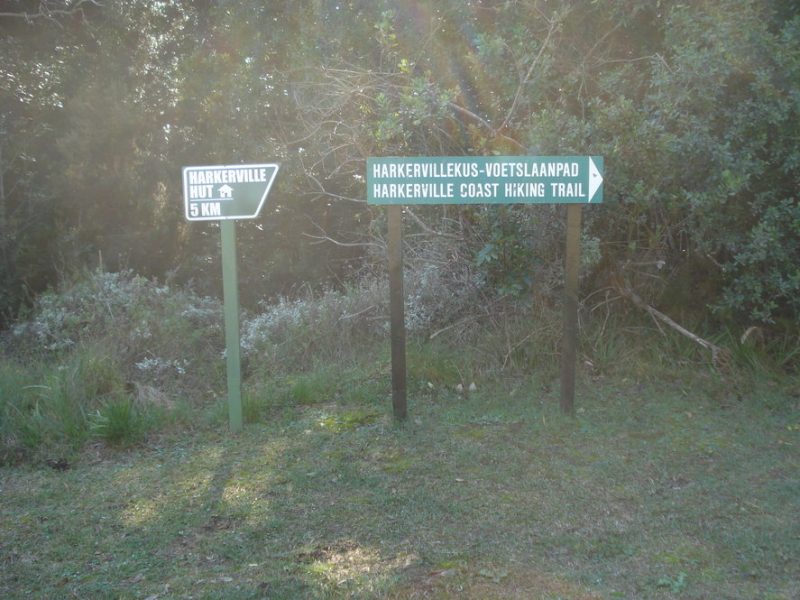 HARKERVILLE
HUT
5 KM
HARKERVILLEKUS-VOETSLAANPAD
HARKERVILLE COAST HIKING TRAIL